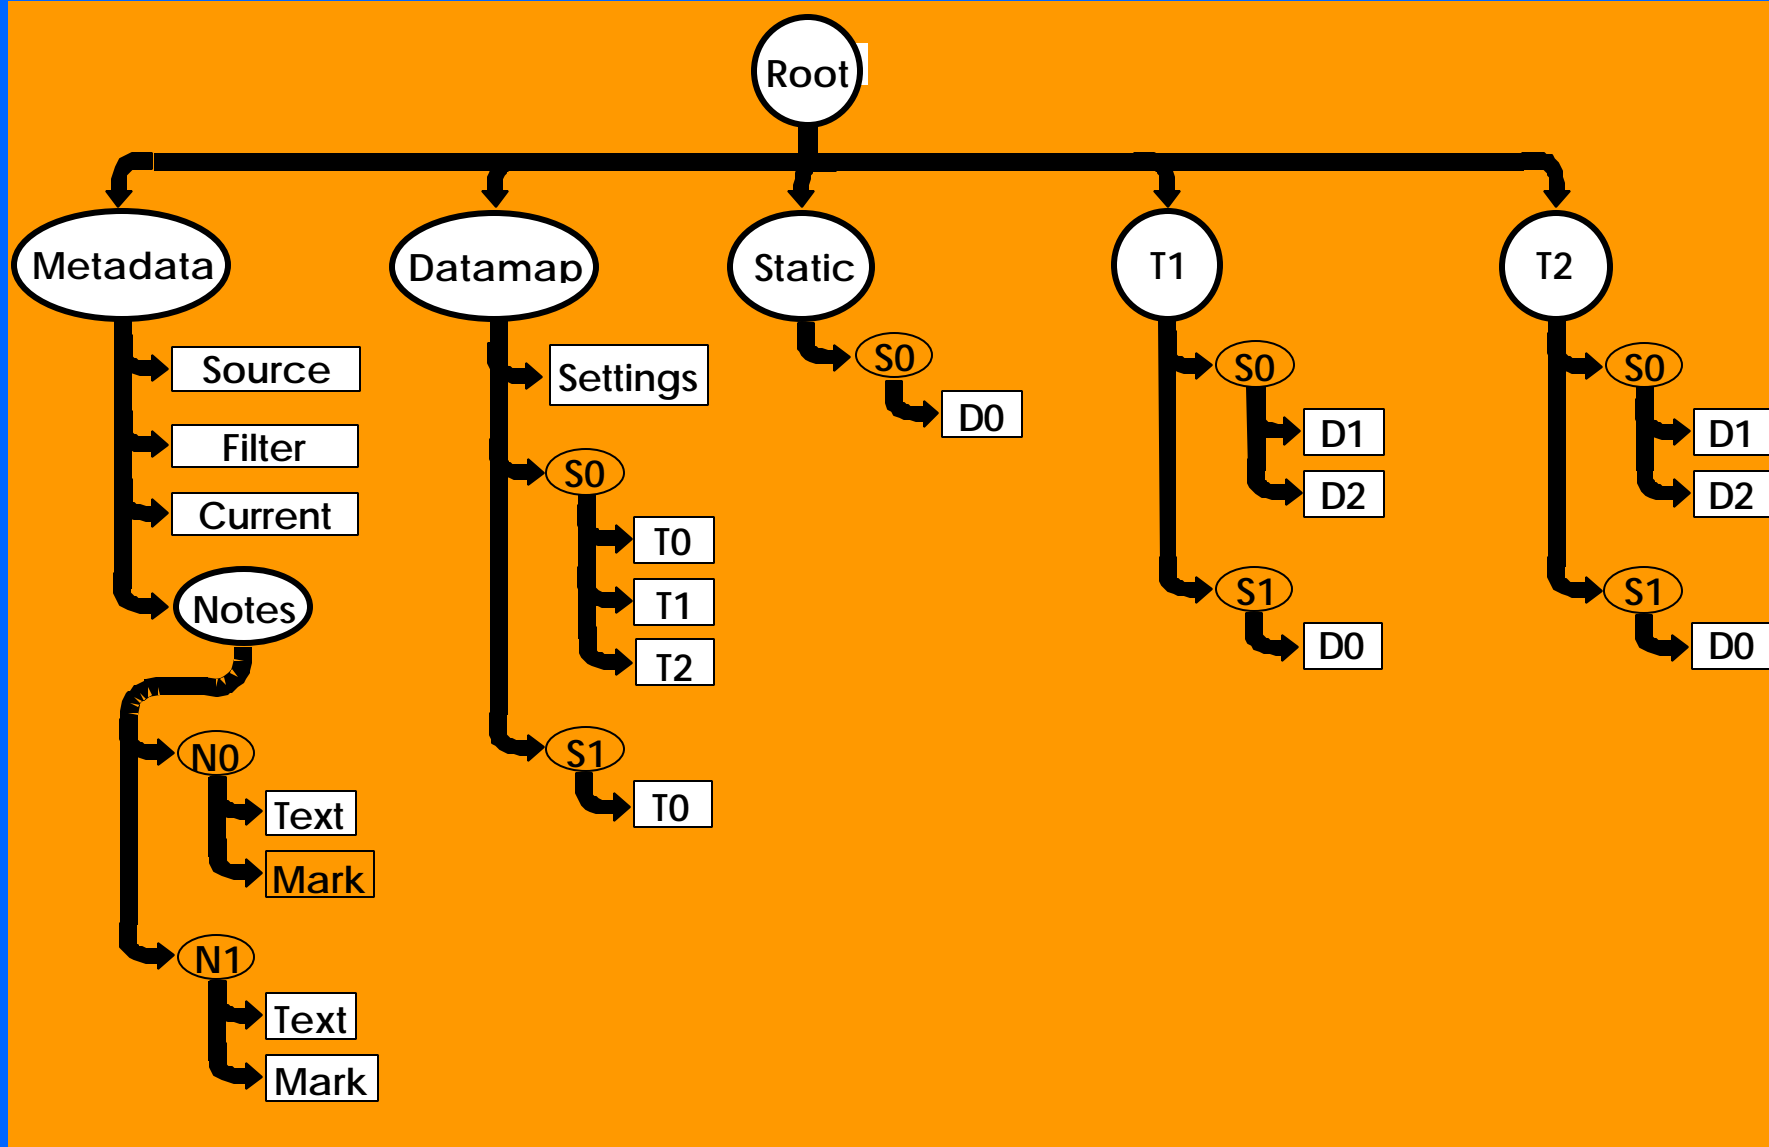 Root
Metadata
Datamap
Static
T1
T2
Source
Filter
Current
Notes
N0
Text
Mark
N1
Text
Mark
Settings
S0
T0
T1
T2
S1
T0
S0
D0
S0
D1
D2
S1
D0
S0
D1
D2
S1
D0